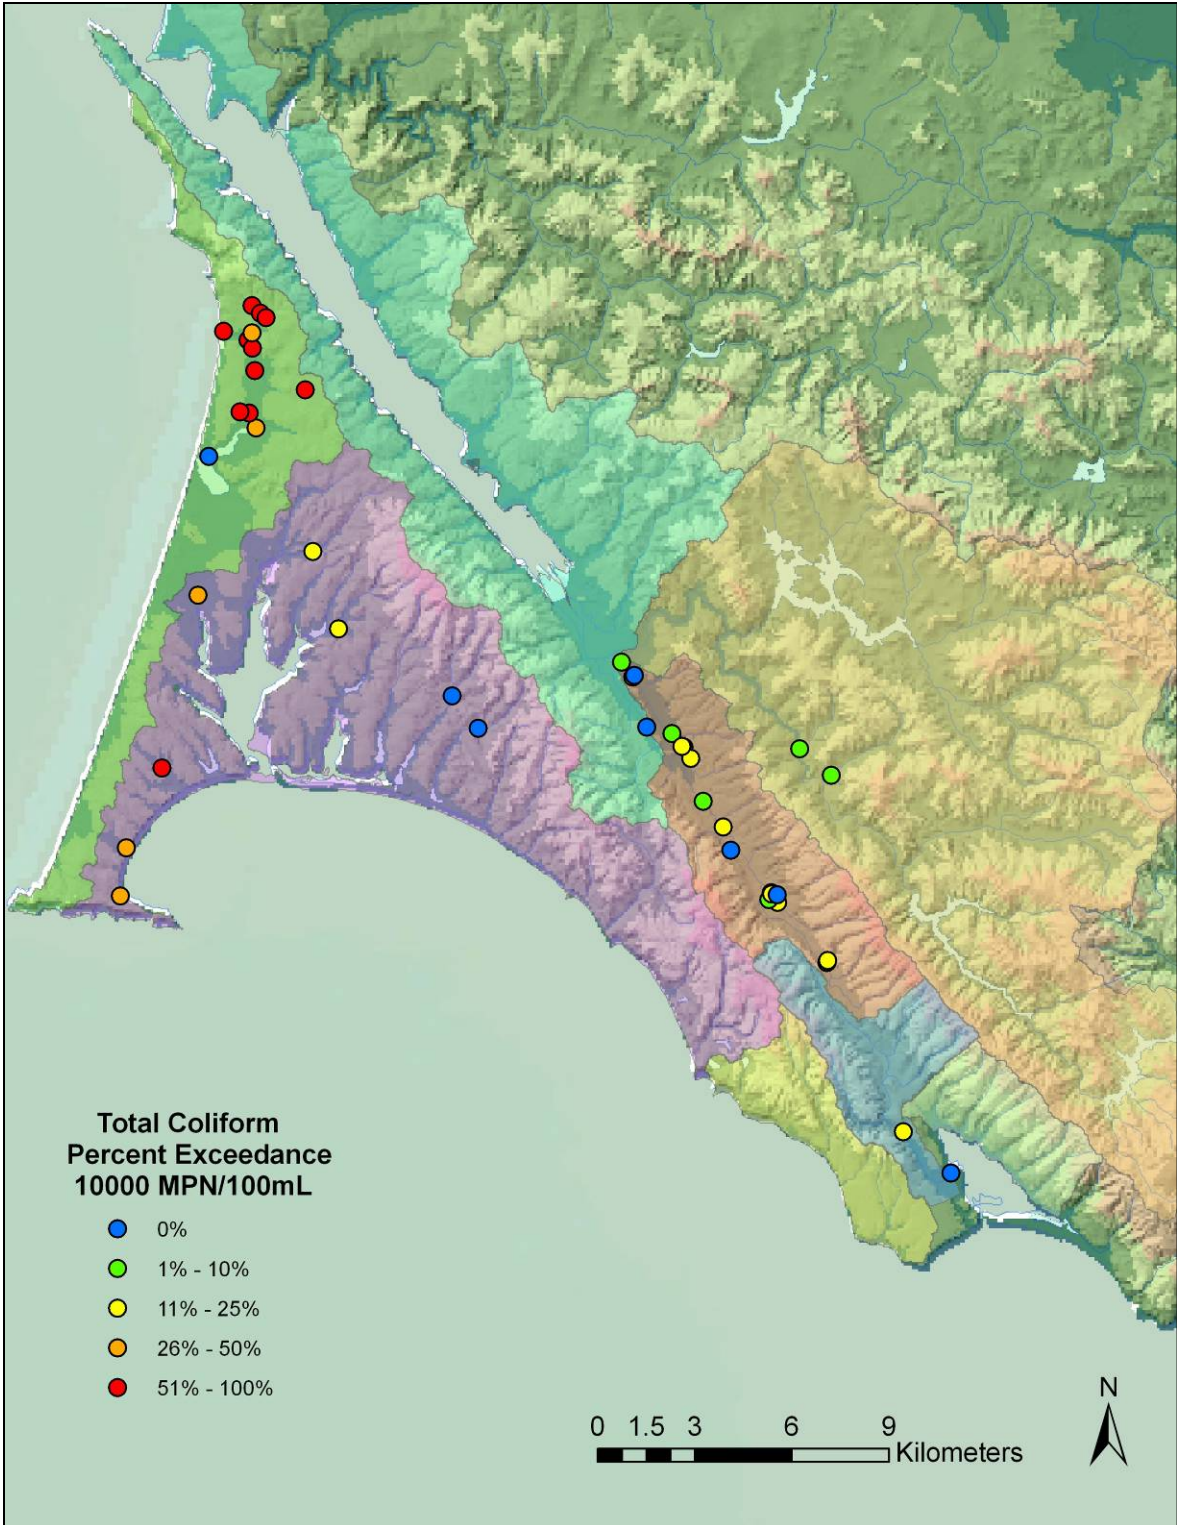 Total Coliform
Percent Exceedance
10000 MPN/100mL
0%
1% - 10%
11% - 25%
26% - 50%
51% - 100%
N
0 1.5 3 6 9
Kilometers